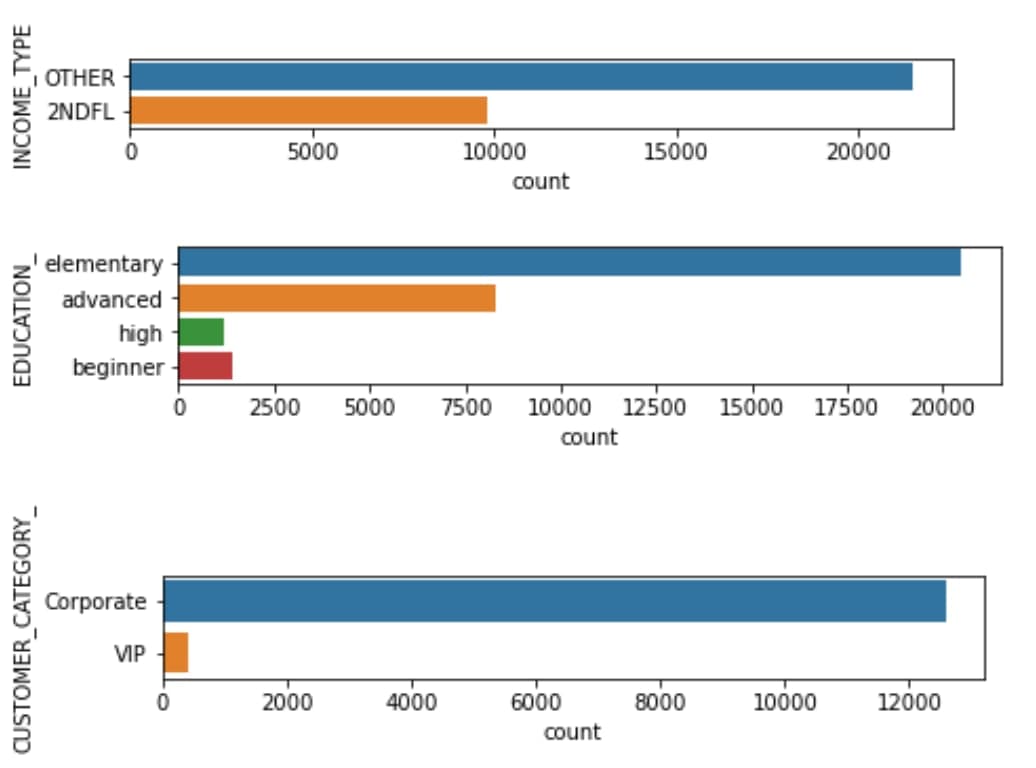 INCOME_TYPE_
OTHER
2NDFL
0 5000 10000 15000 20000
count
EDUCATION_
elementary
advanced
high
beginner
0 2500 5000 7500 10000 12500 15000 17500 20000
count
CUSTOMER_CATEGORY_
Corporate
VIP
0 2000 4000 6000 8000 10000 12000
count